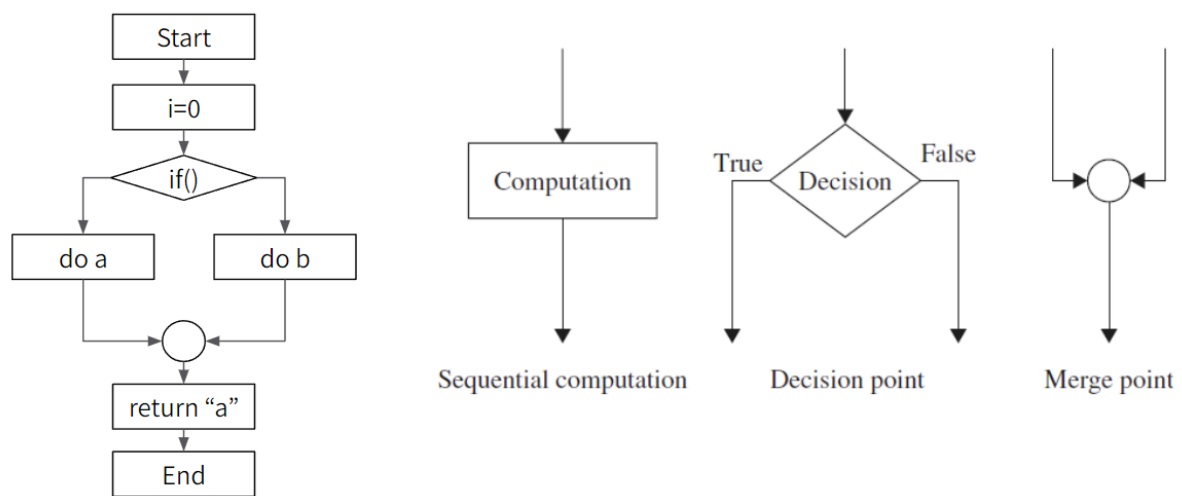 Start
i=0
if()
do a
do b
return “a”
End
Computation
Sequential computation
True
Decision
False
Decision point
Merge point